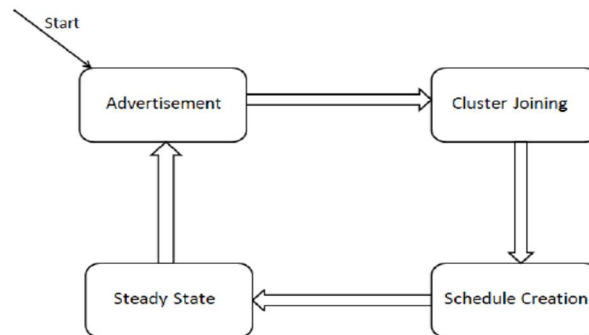 Start
Advertisement
Cluster Joining
Steady State
Schedule Creation